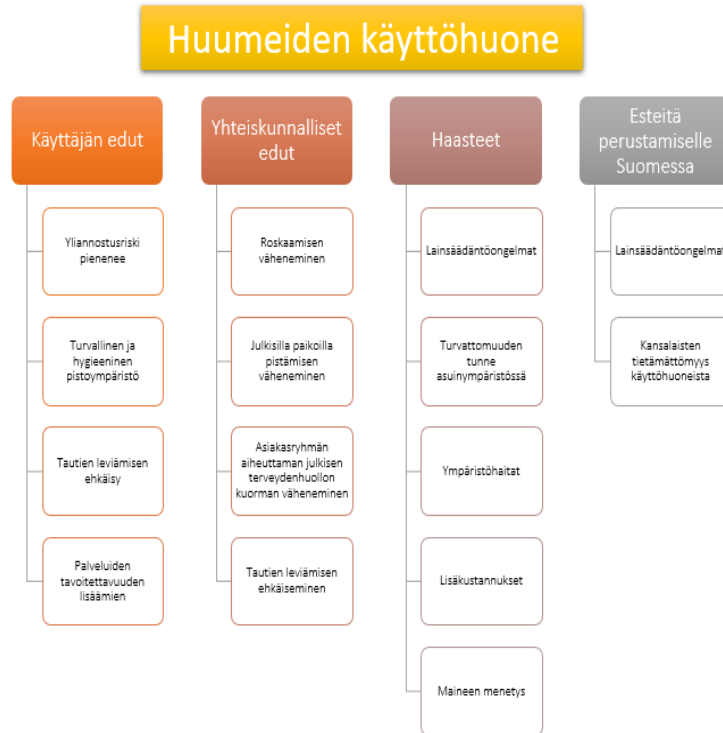 Huumeiden käyttöhuone
Käyttäjän edut
Yliannostusriski
pienenee
Turvallinen ja
hygieeninen
pistoympäristö
Tautien leviämisen
ehkäisy
Palveluiden
tavoitettavuuden
lisäämien
Yhteiskunnalliset
edut
Roskaamisen
väheneminen
Julkisilla paikoilla
pistämisen
väheneminen
Asiakasryhmän
aiheuttaman julkisen
terveydenhuollon
kuorman väheneminen
Tautien leviämisen
ehkäiseminen
Haasteet
Lainsäädäntöongelmat
Turvattomuuden
tunne
asuinympäristössä
Ympäristöhaitat
Lisäkustannukset
Maineen menetys
Esteitä
perustamiselle
Suomessa
Lainsäädäntöongelmat
Kansalaisten
tietämättömyys
käyttöhuoneista